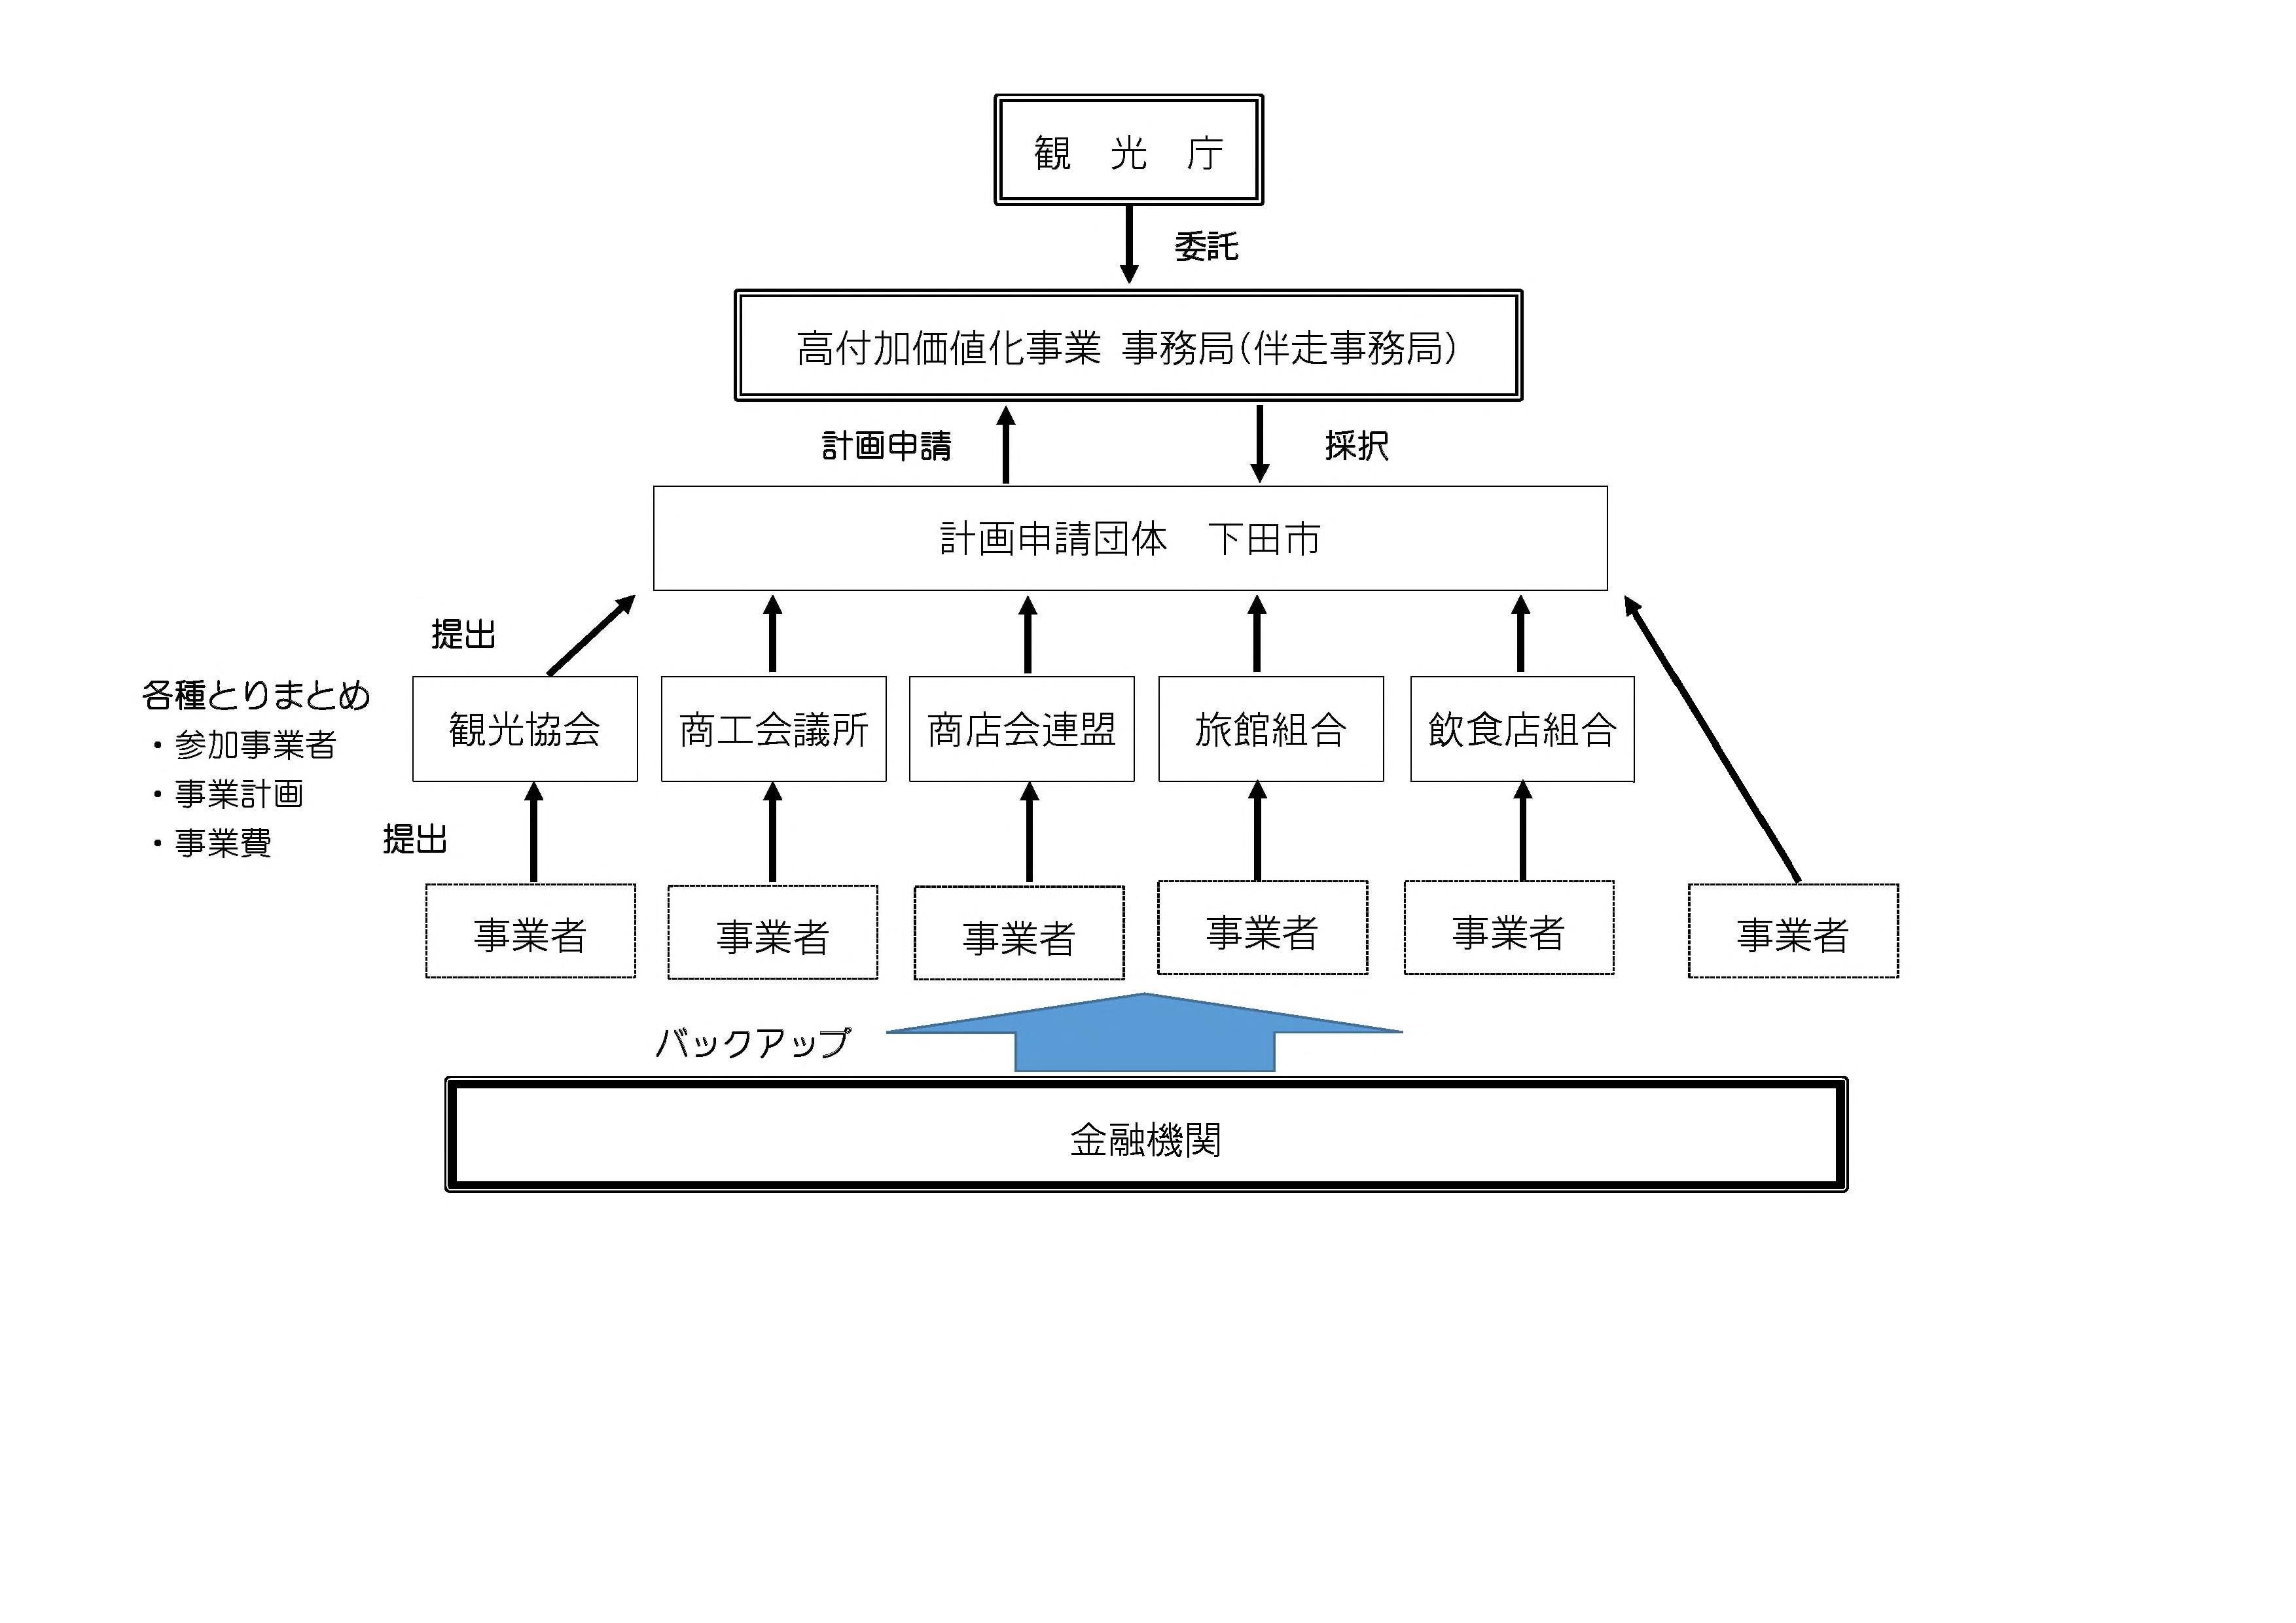 観　光　庁
委託
高付加価値化事業 事務局（伴走事務局）
計画申請
採択
計画申請団体　下田市
提出
各種とりまとめ
・参加事業者
・事業計画
・事業費
観光協会
商工会議所
商店会連盟
旅館組合
飲食店組合
提出
事業者
事業者
事業者
事業者
事業者
事業者
バックアップ
金融機関